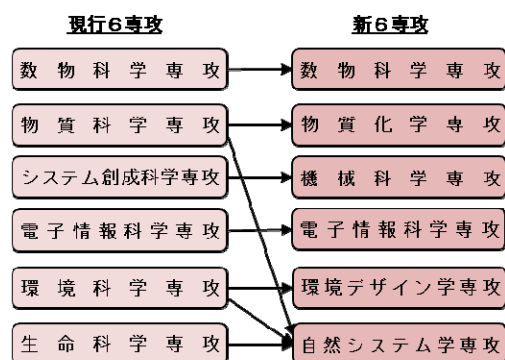 現行6専攻 新6専攻
数物科学専攻 数物科学専攻
物質科学専攻 物質化学専攻
システム創成科学専攻 機械科学専攻
電子情報科学専攻 電子情報科学専攻
環境科学専攻 環境デザイン学専攻
生命科学専攻 自然システム学専攻